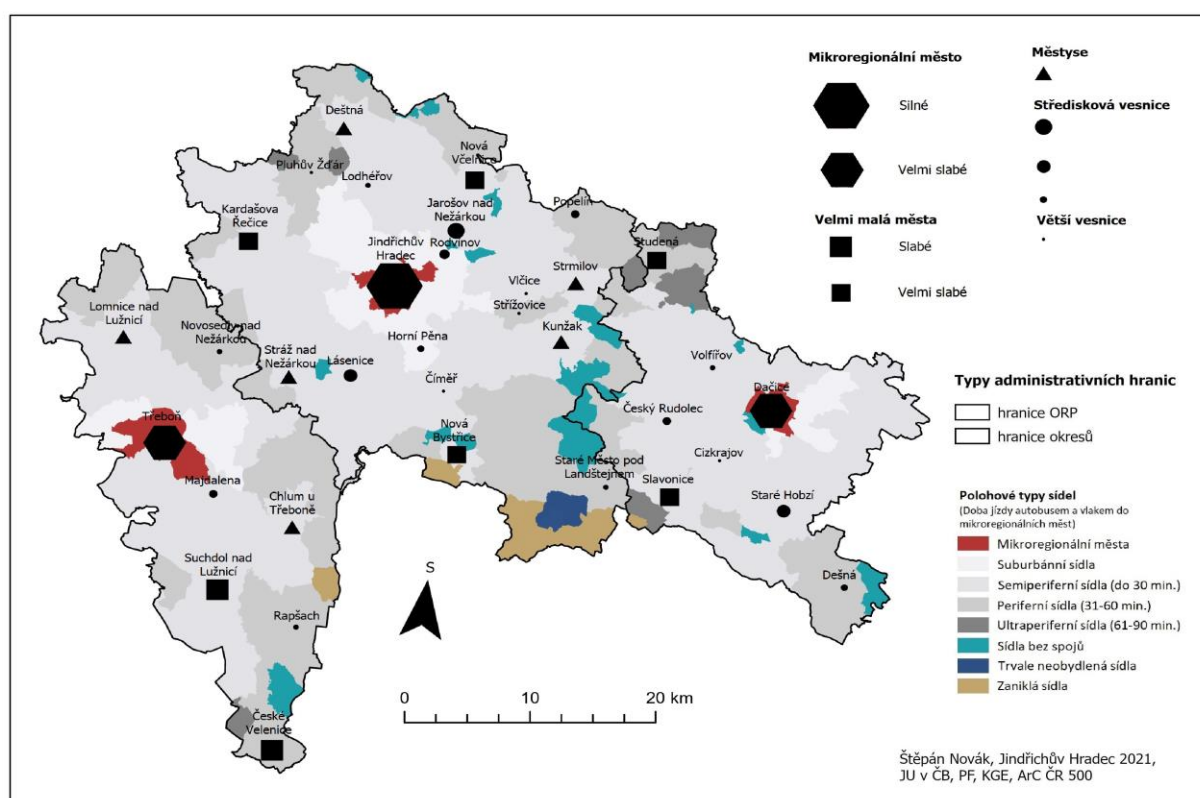 Mikroregionální město
Silné
Velmi slabé
Velmi malá města
Slabé
Velmi slabé
Městyse
Středisková vesnice
Větší vesnice
Typy administrativních hranic
hranice ORP
hranice okresů
Polohové typy sídel
(Doba jízdy autobusem a vlakem do
mikroregionálních měst)
Mikroregionální města
Suburbánní sídla
Semiperiferní sídla (do 30 min.)
Periferní sídla (31-60 min.)
Ultraperiferní sídla (61-90 min.)
Sídla bez spojů
Trvale neobydlená sídla
Zaniklá sídla
Deštná
Pluhův Žďár
Lodhéřov
Nová
Včelnice
Kardašova
Řečice
Jarošov nad
Nežárkou
Popelín
Jindřichův
Hradec
Rodvínov
Studená
Vlčice
Strmilov
Střížovice
Lomnice nad
Lužnicí
Novosedly nad
Nežárkou
Stráž nad
Nežárkou
Lásenice
Horní Pěna
Kunžak
Volfířov
Číměř
Dačice
Třeboň
Český Rudolec
Nová
Bystřice
Cizkrajov
Staré Město pod
Landštejnem
Slavonice
Majdalena
Staré Hobzí
Chlum u
Třeboně
Suchdol nad
Lužnicí
Dešná
Rapšach
České
Velenice
S
0 10 20 km
Štěpán Novák, Jindřichův Hradec 2021,
JU v ČB, PF, KGE, ArC ČR 500